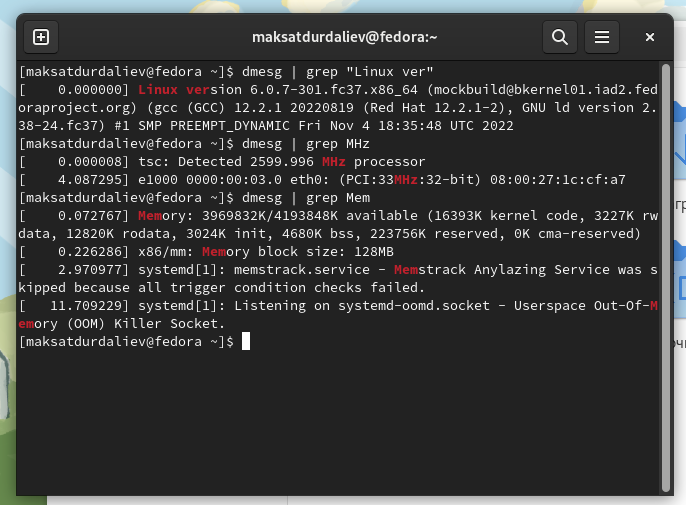 maksatdurdaliev@fedora:~
[maksatdurdaliev@fedora ~]$ dmesg | grep "Linux ver"
[    0.000000] Linux version 6.0.7-301.fc37.x86_64 (mockbuild@bkernel01.iad2.fed
oraproject.org) (gcc (GCC) 12.2.1 20220819 (Red Hat 12.2.1-2), GNU ld version 2.
38-24.fc37) #1 SMP PREEMPT_DYNAMIC Fri Nov 4 18:35:48 UTC 2022
[maksatdurdaliev@fedora ~]$ dmesg | grep MHz
[    0.000008] tsc: Detected 2599.996 MHz processor
[    4.087295] e1000 0000:00:03.0 eth0: (PCI:33MHz:32-bit) 08:00:27:1c:cf:a7
[maksatdurdaliev@fedora ~]$ dmesg | grep Mem
[    0.072767] Memory: 3969832K/4193848K available (16393K kernel code, 3227K rw
data, 12820K rodata, 3024K init, 4680K bss, 223756K reserved, 0K cma-reserved)
[    0.226286] x86/mm: Memory block size: 128MB
[    2.970977] systemd[1]: memstrack.service - Memstrack Anylazing Service was s
kipped because all trigger condition checks failed.
[   11.709229] systemd[1]: Listening on systemd-oomd.socket - Userspace Out-Of-M
emory (OOM) Killer Socket.
[maksatdurdaliev@fedora ~]$